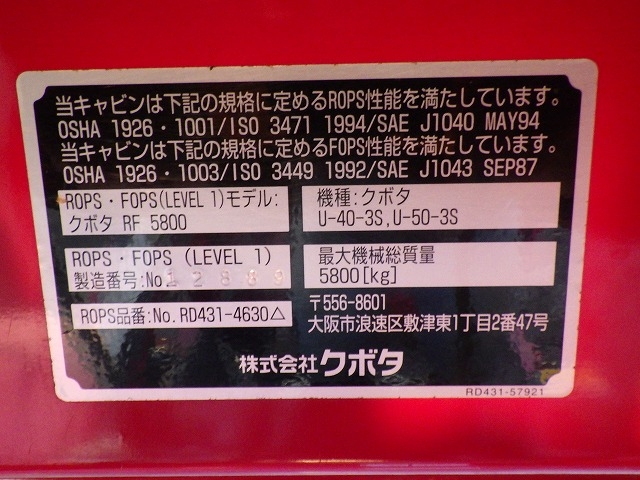 当キャビンは下記の規格に定めるROPS性能を満たしています。
OSHA 1926・1001/ISO 3471 1994/SAE J1040 MAY94
当キャビンは下記の規格に定めるFOPS性能を満たしています。
OSHA 1926・1003/ISO 3449 1992/SAE J1043 SEP87
ROPS・FOPS(LEVEL 1)モデル:
クボタ RF 5800
機種:クボタ
U-40-3S,U-50-3S
ROPS・FOPS (LEVEL 1)
製造番号:No.12889
最大機械総質量
5800[kg]
ROPS品番:No.RD431-4630△
〒556-8601
大阪市浪速区敷津東1丁目2番47号
株式会社クボタ
RD431-57921